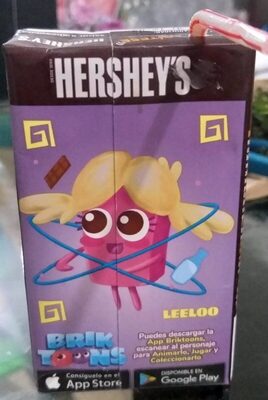 HERSHEY'S
LEELOO
BRIK
TOONS
Puedes descargar la
App Briktoons,
escanear al personaje
para Animarlo, Jugar y
Coleccionarlo
Consíguelo en el
App Store
DISPONIBLE EN
Google Play